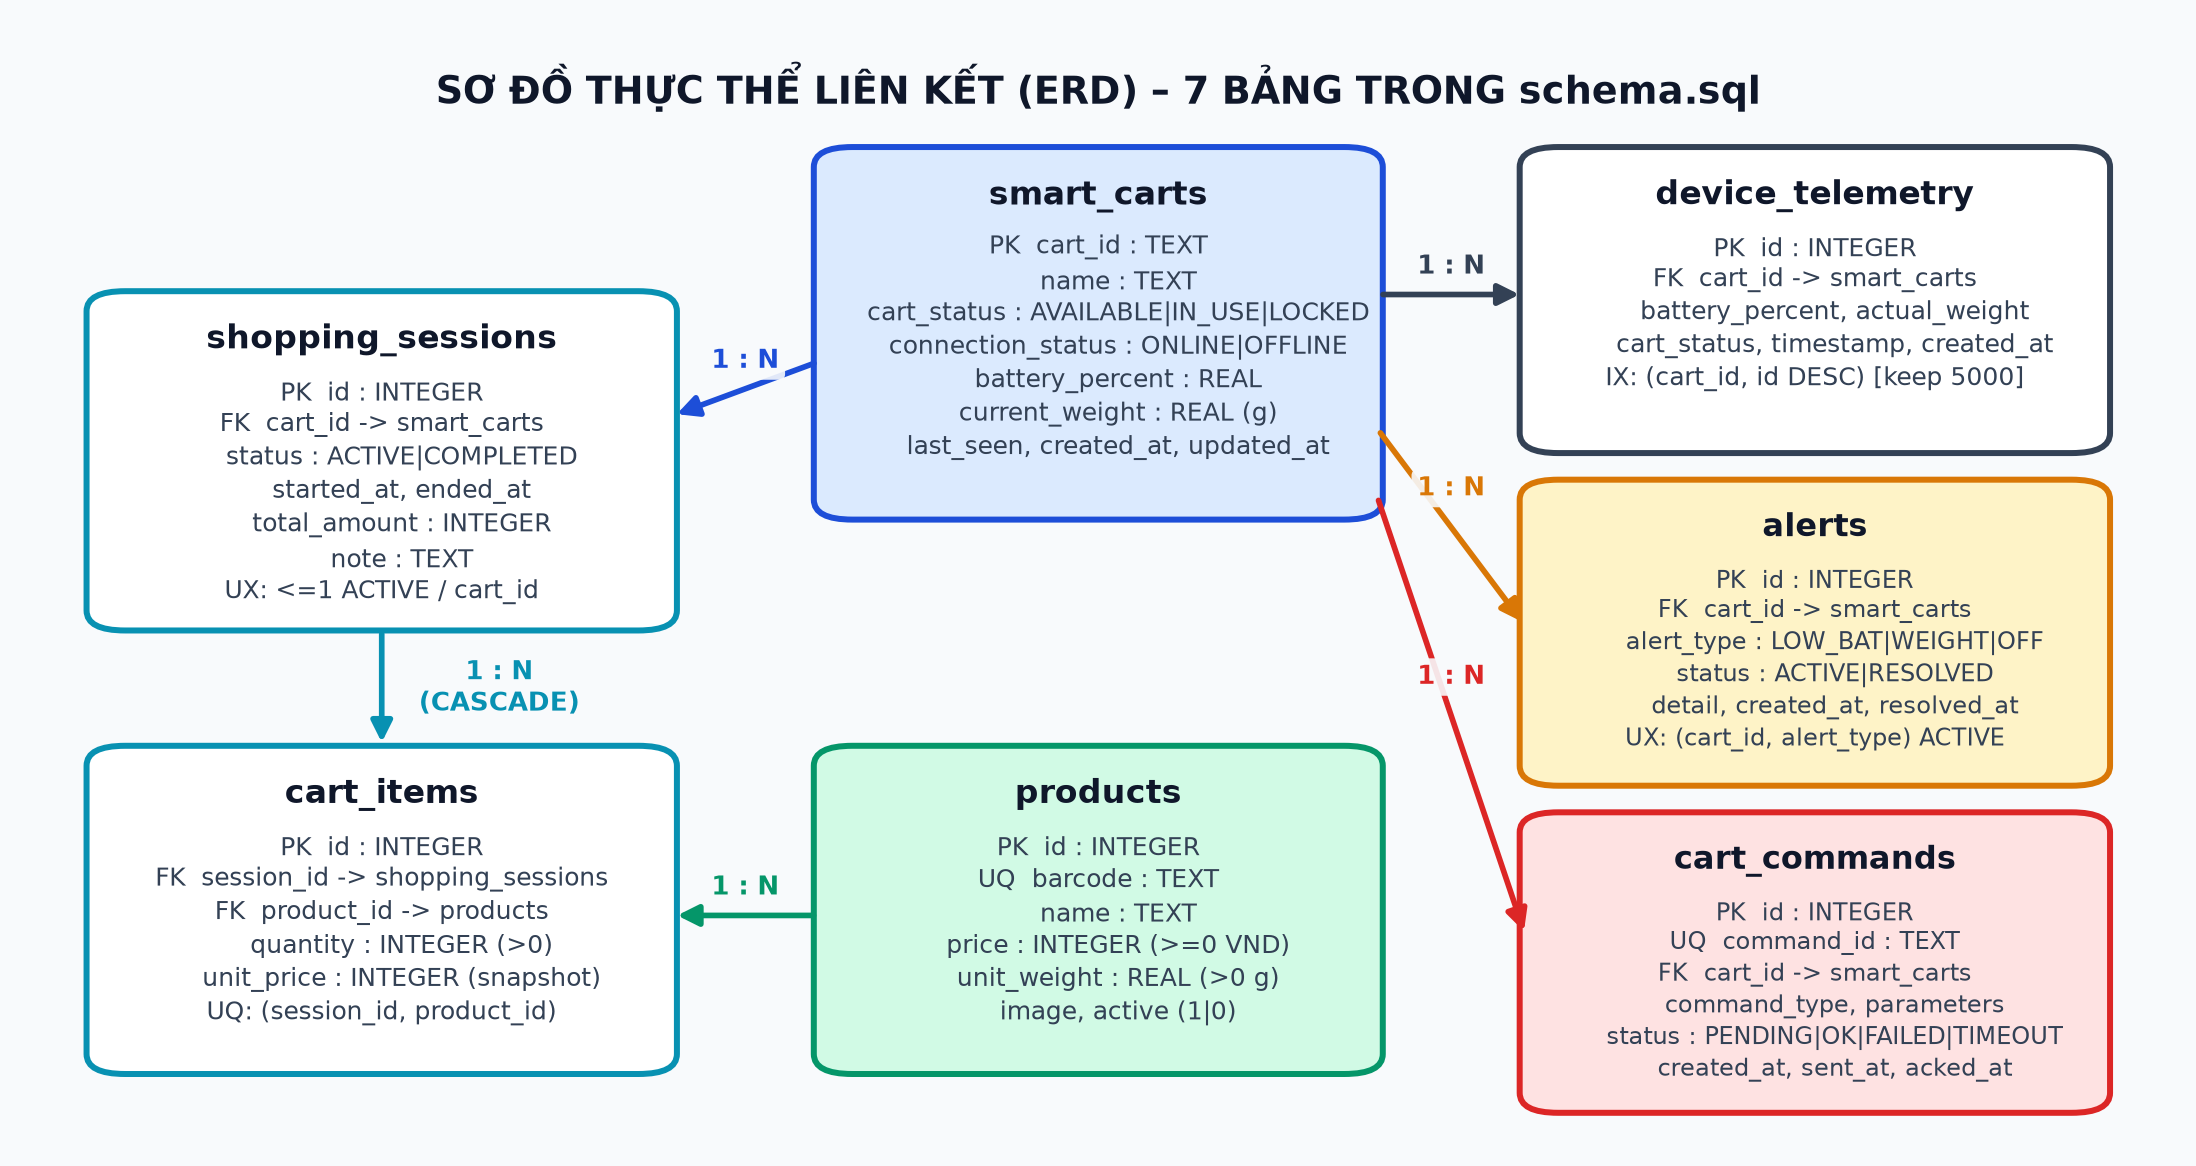 SƠ ĐỒ THỰC THỂ LIÊN KẾT (ERD) – 7 BẢNG TRONG schema.sql
smart_carts
PK  cart_id : TEXT
name : TEXT
cart_status : AVAILABLE|IN_USE|LOCKED
connection_status : ONLINE|OFFLINE
battery_percent : REAL
current_weight : REAL (g)
last_seen, created_at, updated_at
1 : N
device_telemetry
PK  id : INTEGER
FK  cart_id -> smart_carts
battery_percent, actual_weight
cart_status, timestamp, created_at
IX: (cart_id, id DESC) [keep 5000]
1 : N
shopping_sessions
PK  id : INTEGER
FK  cart_id -> smart_carts
status : ACTIVE|COMPLETED
started_at, ended_at
total_amount : INTEGER
note : TEXT
UX: <=1 ACTIVE / cart_id
1 : N
alerts
PK  id : INTEGER
FK  cart_id -> smart_carts
alert_type : LOW_BAT|WEIGHT|OFF
status : ACTIVE|RESOLVED
detail, created_at, resolved_at
UX: (cart_id, alert_type) ACTIVE
1 : N
(CASCADE)
1 : N
cart_items
PK  id : INTEGER
FK  session_id -> shopping_sessions
FK  product_id -> products
quantity : INTEGER (>0)
unit_price : INTEGER (snapshot)
UQ: (session_id, product_id)
1 : N
products
PK  id : INTEGER
UQ  barcode : TEXT
name : TEXT
price : INTEGER (>=0 VND)
unit_weight : REAL (>0 g)
image, active (1|0)
cart_commands
PK  id : INTEGER
UQ  command_id : TEXT
FK  cart_id -> smart_carts
command_type, parameters
status : PENDING|OK|FAILED|TIMEOUT
created_at, sent_at, acked_at